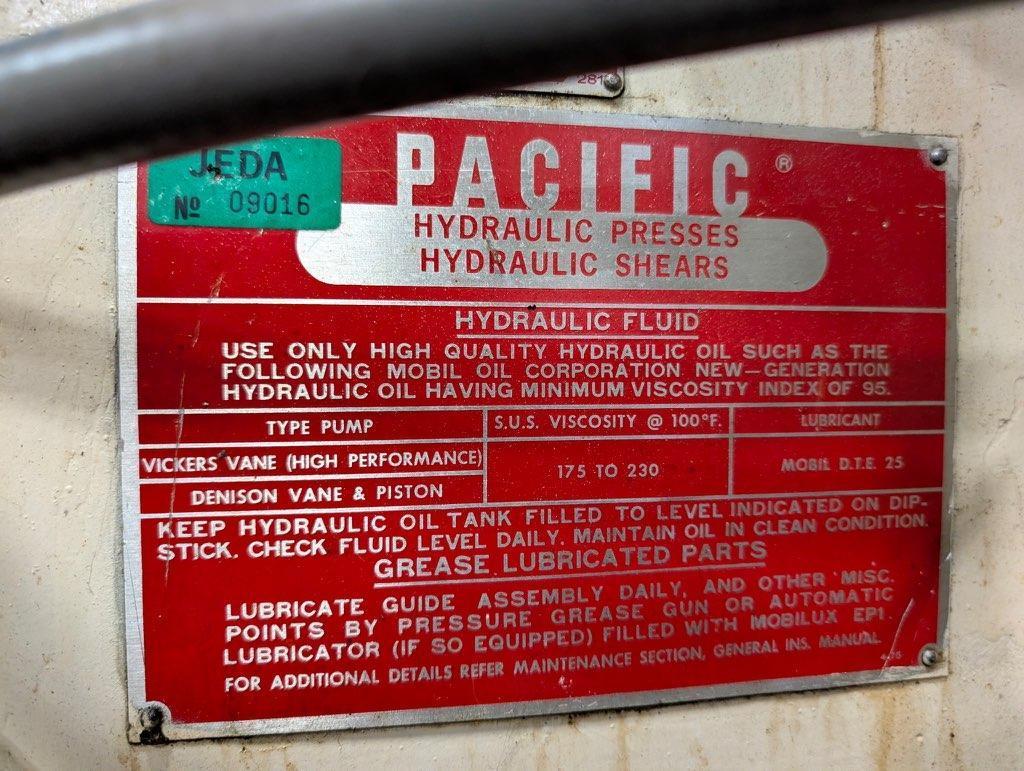 281
JEDA
Nº 09016
PACIFIC ®
HYDRAULIC PRESSES
HYDRAULIC SHEARS
HYDRAULIC FLUID
USE ONLY HIGH QUALITY HYDRAULIC OIL SUCH AS THE
FOLLOWING MOBIL OIL CORPORATION NEW-GENERATION
HYDRAULIC OIL HAVING MINIMUM VISCOSITY INDEX OF 95.
TYPE PUMP
S.U.S. VISCOSITY @ 100°F.
LUBRICANT
VICKERS VANE (HIGH PERFORMANCE)
DENISON VANE & PISTON
175 TO 230
MOBIL D.T.E. 25
KEEP HYDRAULIC OIL TANK FILLED TO LEVEL INDICATED ON DIP-
STICK. CHECK FLUID LEVEL DAILY. MAINTAIN OIL IN CLEAN CONDITION.
GREASE LUBRICATED PARTS
LUBRICATE GUIDE ASSEMBLY DAILY, AND OTHER MISC.
POINTS BY PRESSURE GREASE GUN OR AUTOMATIC
LUBRICATOR (IF SO EQUIPPED) FILLED WITH MOBILUX EP1.
FOR ADDITIONAL DETAILS REFER MAINTENANCE SECTION, GENERAL INS. MANUAL